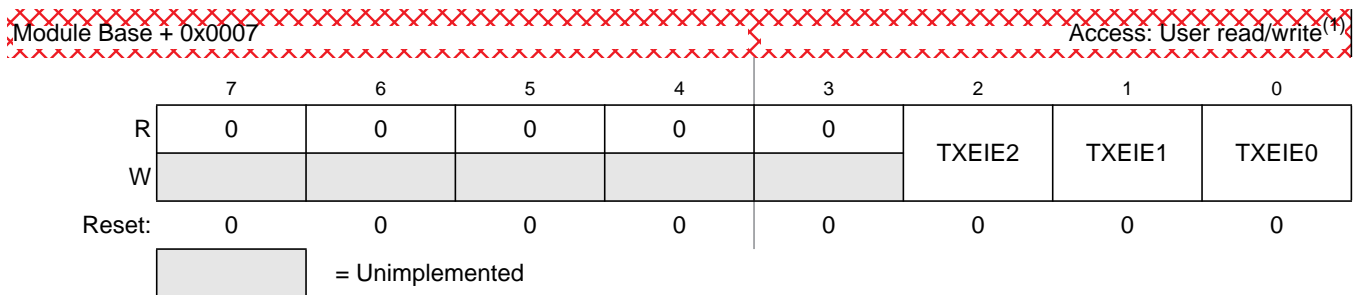 Module Base + 0x0007 Access: User read/write(1)
7 6 5 4 3 2 1 0
R 0 0 0 0 0 TXEIE2 TXEIE1 TXEIE0
W
Reset: 0 0 0 0 0 0 0 0
= Unimplemented